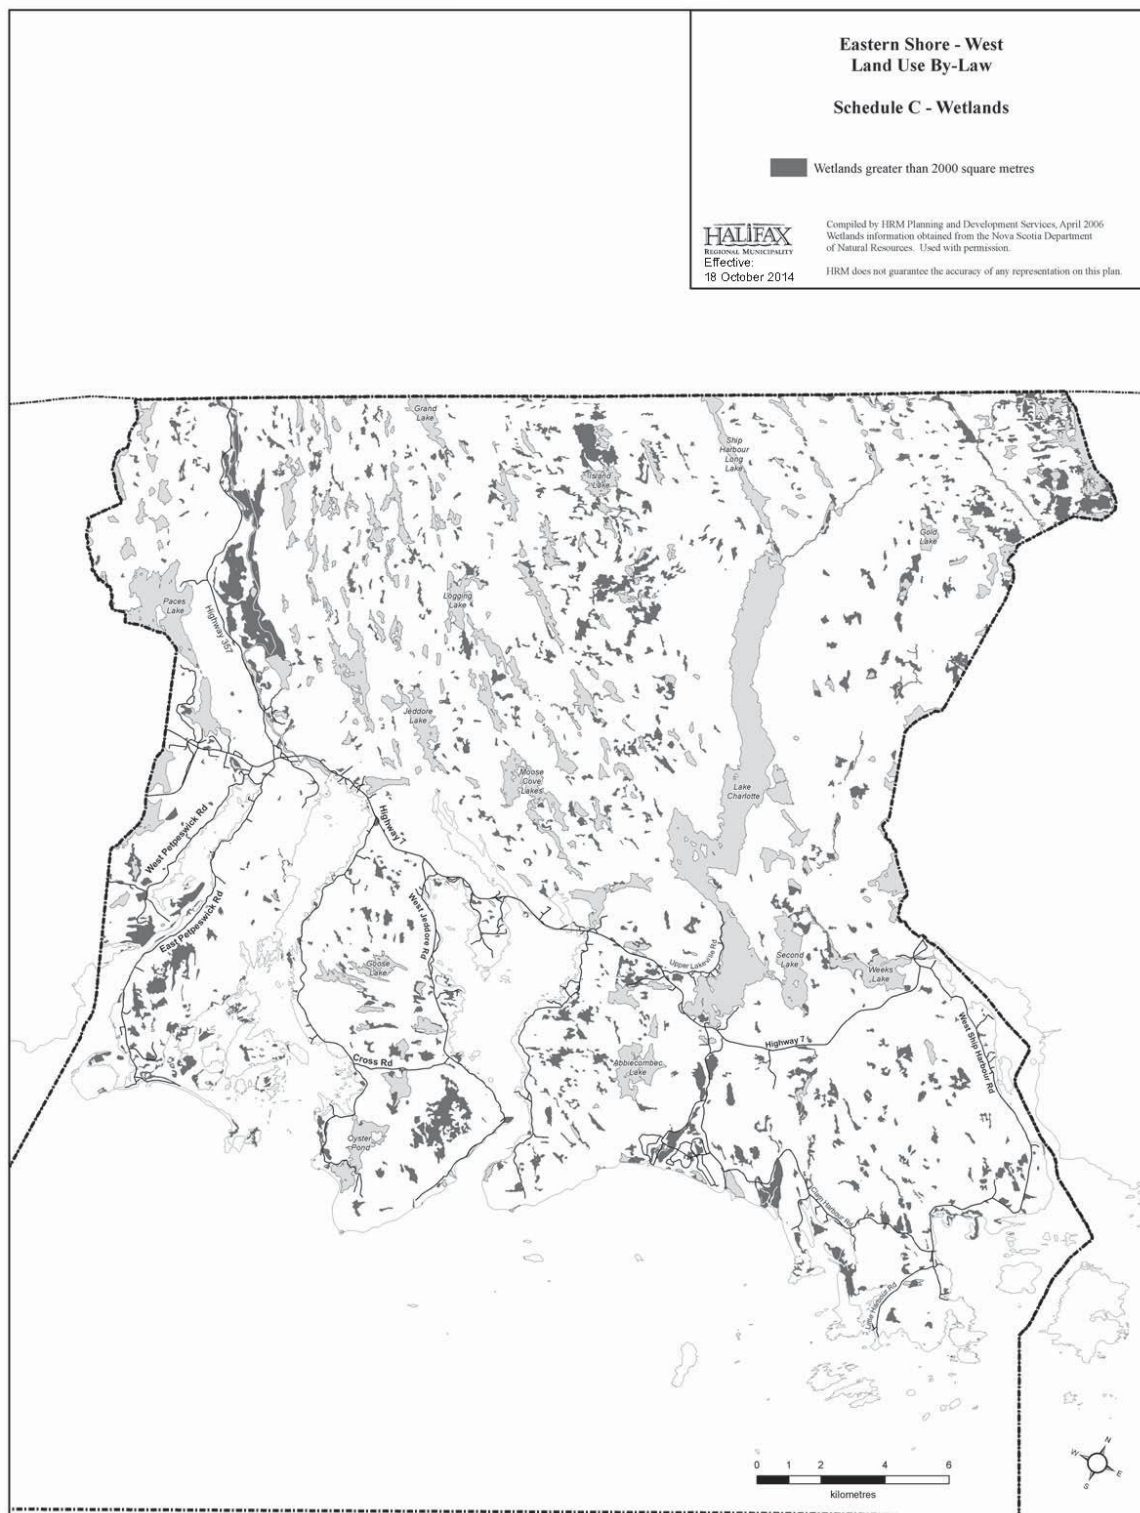 Eastern Shore - West
Land Use By-Law
Schedule C - Wetlands
Wetlands greater than 2000 square metres
HALIFAX
REGIONAL MUNICIPALITY
Effective:
18 October 2014
Compiled by HRM Planning and Development Services, April 2006
Wetlands information obtained from the Nova Scotia Department
of Natural Resources. Used with permission.
HRM does not guarantee the accuracy of any representation on this plan.
Grand
Lake
Ship
Harbour
Long
Lake
Island
Lake
Gold
Lake
Paces
Lake
Highway 357
Logging
Lake
Jeddore
Lake
Moose
Cove
Lakes
Lake
Charlotte
West Petpeswick Rd
Highway 7
East Petpeswick Rd
West Jeddore Rd
Goose
Lake
Upper Lakeville Rd
Second
Lake
Weeks
Lake
Cross Rd
Highway 7
West Ship Harbour Rd
Abbiecombec
Lake
Oyster
Pond
Clam Harbour Rd
Little Harbour Rd
0 1 2 4 6
kilometres
N
W
E
S